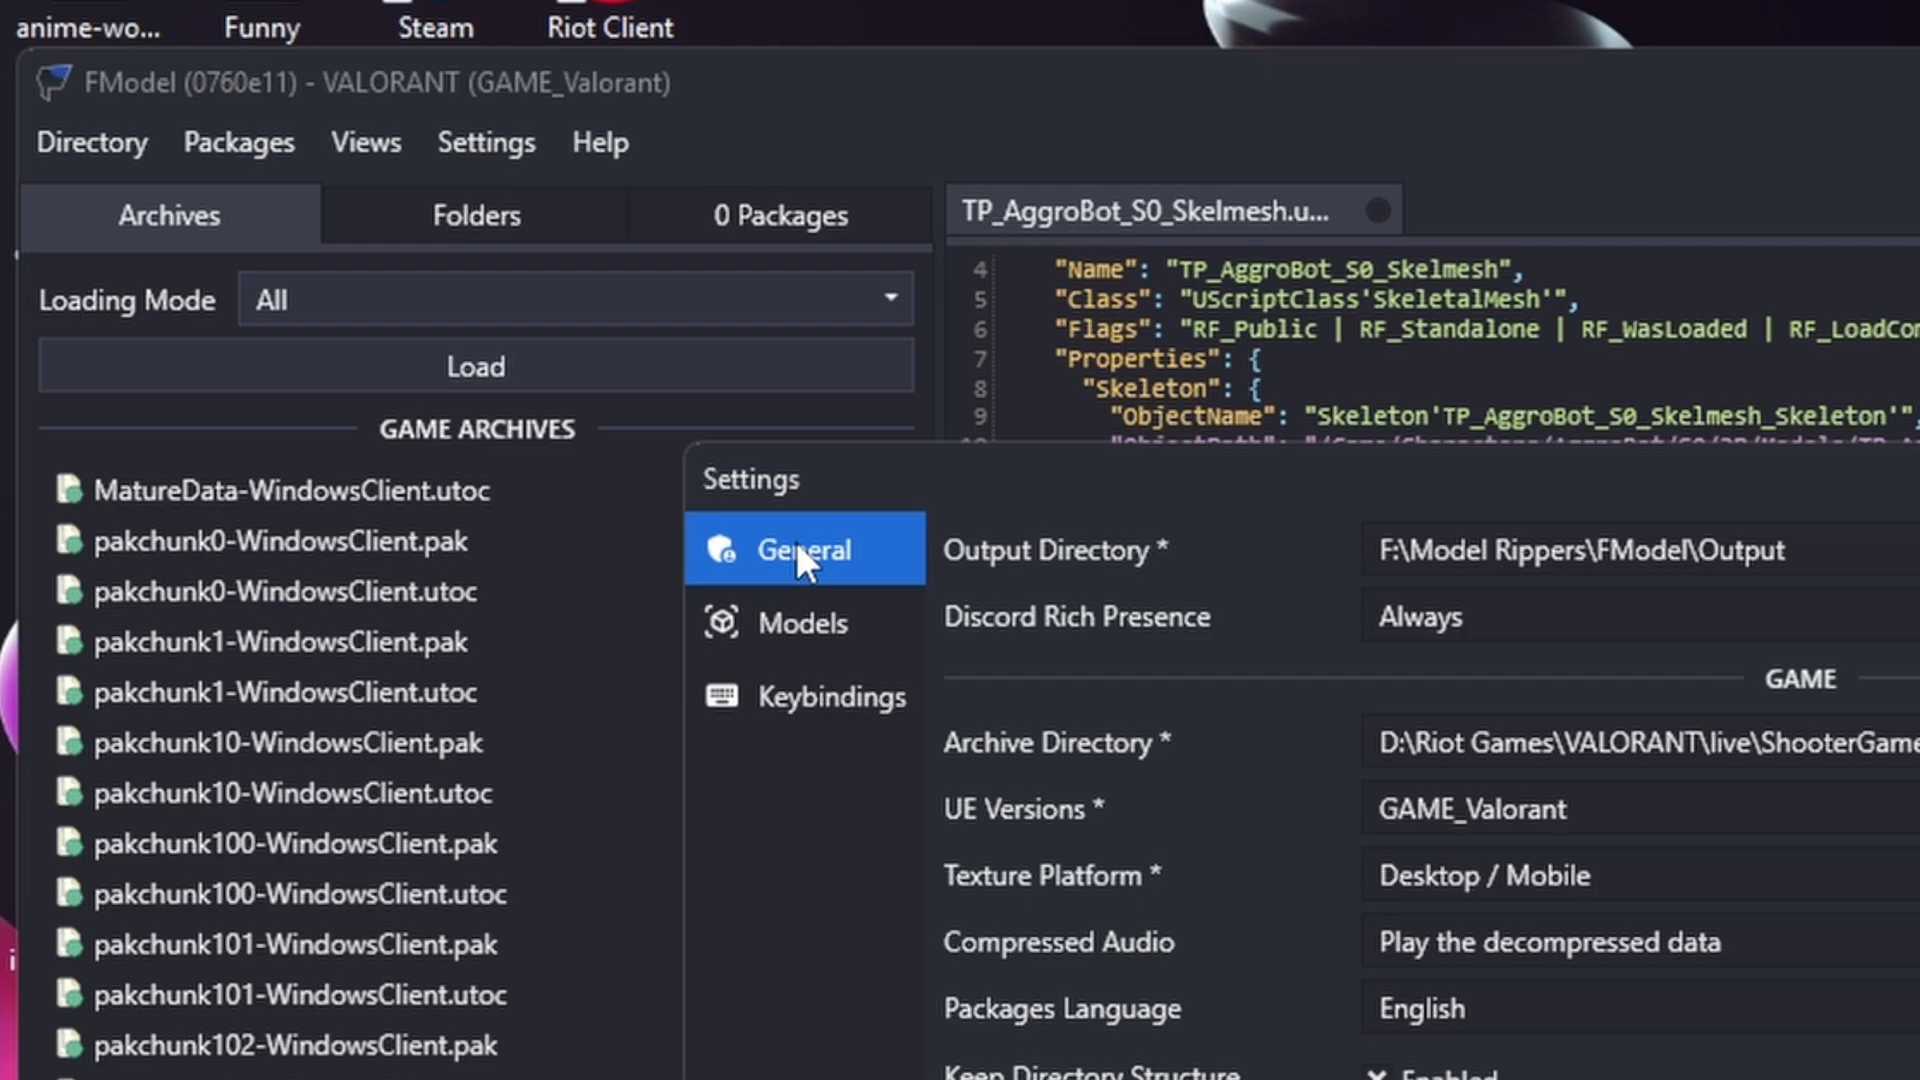 anime-wo...
Funny
Steam
Riot Client
FModel (0760e11) - VALORANT (GAME_Valorant)
Directory Packages Views Settings Help
Archives Folders 0 Packages
Loading Mode All
Load
GAME ARCHIVES
MatureData-WindowsClient.utoc
pakchunk0-WindowsClient.pak
pakchunk0-WindowsClient.utoc
pakchunk1-WindowsClient.pak
pakchunk1-WindowsClient.utoc
pakchunk10-WindowsClient.pak
pakchunk10-WindowsClient.utoc
pakchunk100-WindowsClient.pak
pakchunk100-WindowsClient.utoc
pakchunk101-WindowsClient.pak
pakchunk101-WindowsClient.utoc
pakchunk102-WindowsClient.pak
TP_AggroBot_S0_Skelmesh.u...
4 "Name": "TP_AggroBot_S0_Skelmesh",
5 "Class": "UScriptClass'SkeletalMesh'",
6 "Flags": "RF_Public | RF_Standalone | RF_WasLoaded | RF_LoadCom
7 "Properties": {
8 "Skeleton": {
9 "ObjectName": "Skeleton'TP_AggroBot_S0_Skelmesh_Skeleton'",
Settings
General
Models
Keybindings
Output Directory * F:\Model Rippers\FModel\Output
Discord Rich Presence Always
GAME
Archive Directory * D:\Riot Games\VALORANT\live\ShooterGame
UE Versions * GAME_Valorant
Texture Platform * Desktop / Mobile
Compressed Audio Play the decompressed data
Packages Language English
Keep Directory Structure Enabled